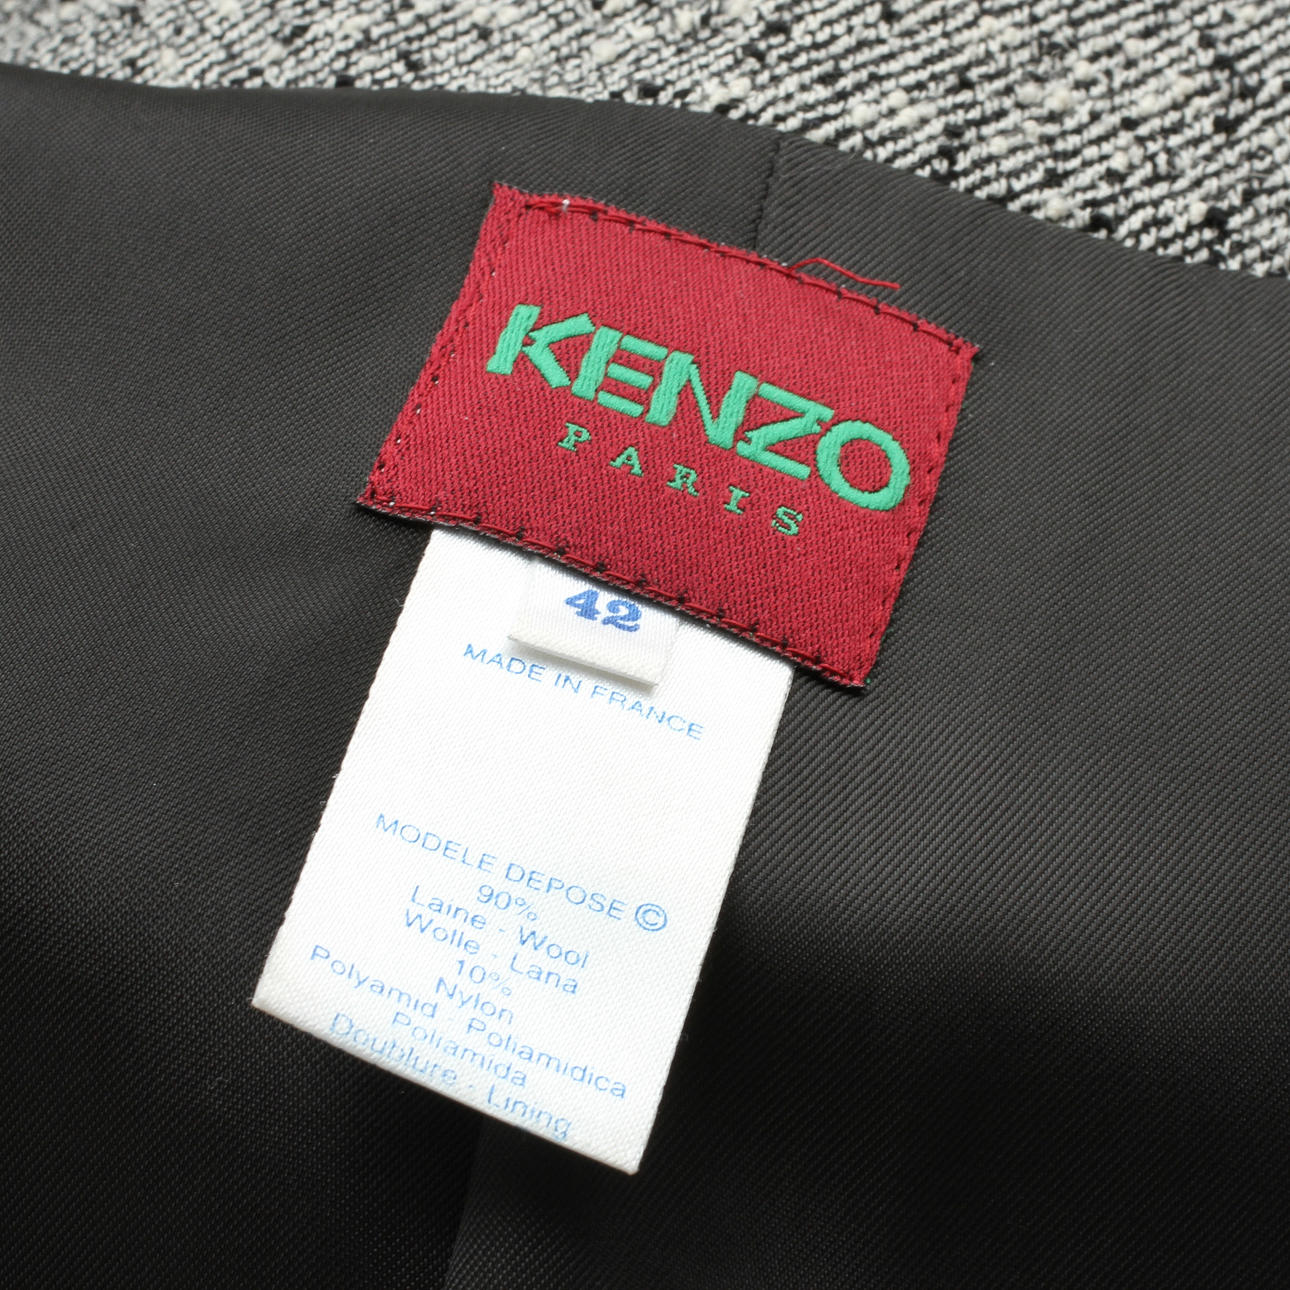 KENZO
PARIS
42
MADE IN FRANCE
MODELE DEPOSE ©
90%
Laine - Wool
Wolle - Lana
10%
Nylon
Polyamid - Poliamidica
Poliamida
Doublure - Lining